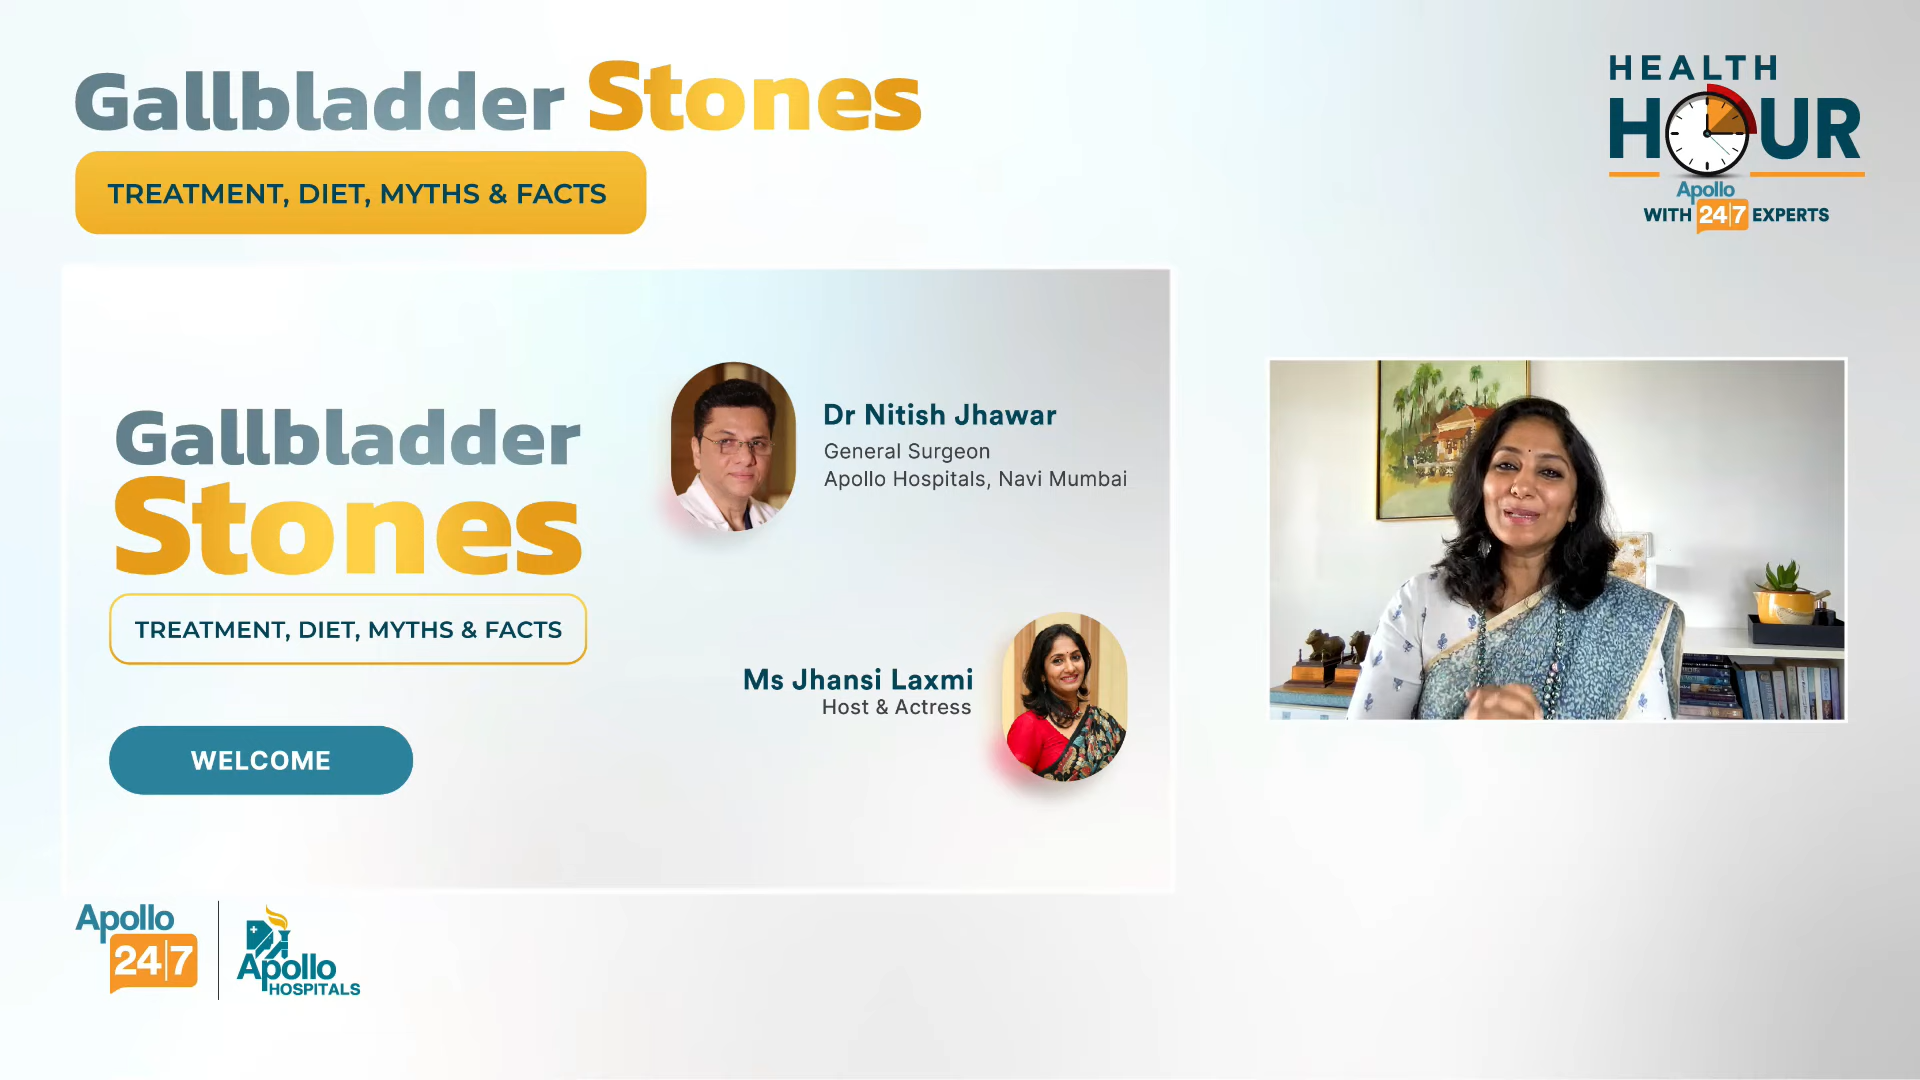 Gallbladder Stones
TREATMENT, DIET, MYTHS & FACTS
HEALTH
HOUR
Apollo
WITH 24|7 EXPERTS
Gallbladder
Stones
TREATMENT, DIET, MYTHS & FACTS
WELCOME
Dr Nitish Jhawar
General Surgeon
Apollo Hospitals, Navi Mumbai
Ms Jhansi Laxmi
Host & Actress
Apollo
24|7
Apollo
HOSPITALS